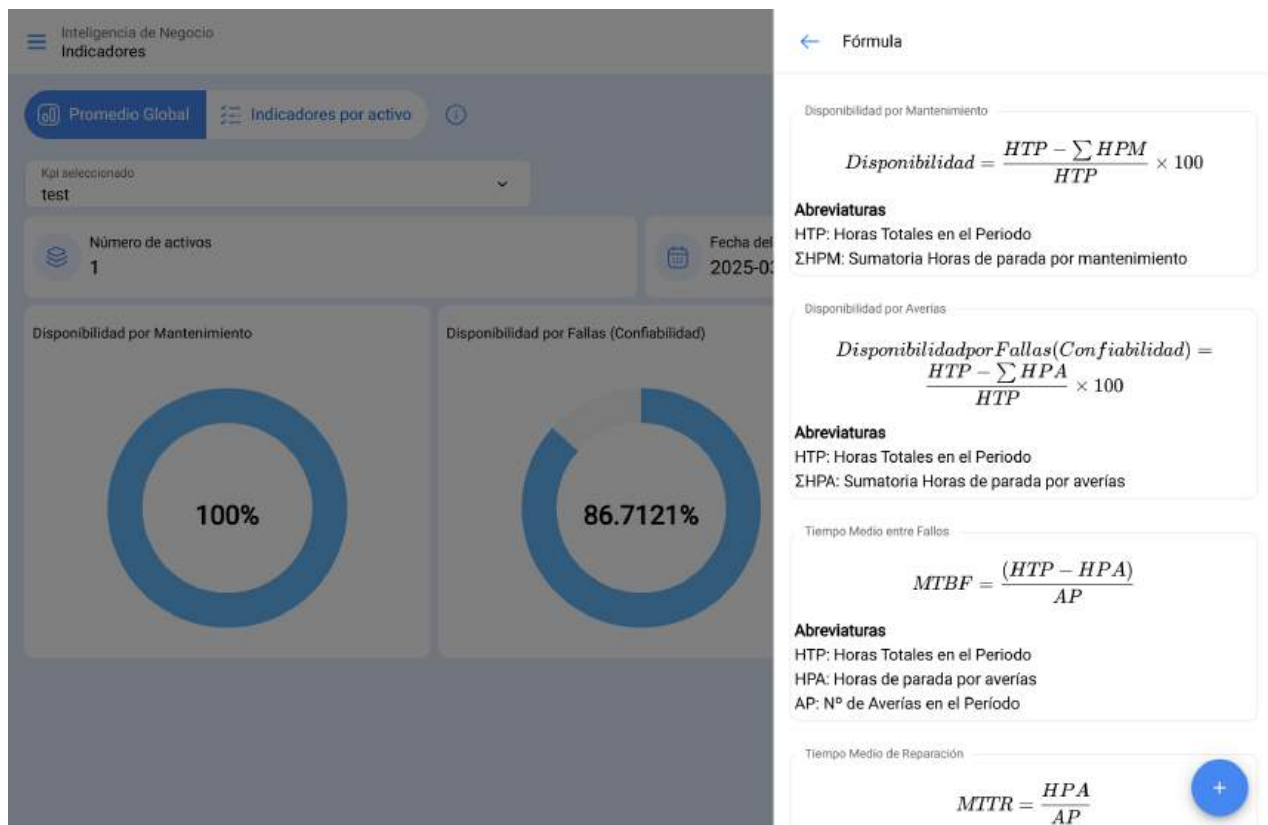 Inteligencia de Negocio
Indicadores
Promedio Global
Indicadores por activo
Kpi seleccionado
test
Número de activos
1
Fecha del
2025-03
Disponibilidad por Mantenimiento
100%
Disponibilidad por Fallas (Confiabilidad)
86.7121%
Fórmula
Disponibilidad por Mantenimiento
Disponibilidad = (HTP − ∑ HPM) / HTP × 100
Abreviaturas
HTP: Horas Totales en el Periodo
ΣHPM: Sumatoria Horas de parada por mantenimiento
Disponibilidad por Averías
DisponibilidadporFallas(Confiabilidad) =
(HTP − ∑ HPA) / HTP × 100
Abreviaturas
HTP: Horas Totales en el Periodo
ΣHPA: Sumatoria Horas de parada por averías
Tiempo Medio entre Fallos
MTBF = (HTP − HPA) / AP
Abreviaturas
HTP: Horas Totales en el Periodo
HPA: Horas de parada por averías
AP: Nº de Averías en el Período
Tiempo Medio de Reparación
MTTR = HPA / AP